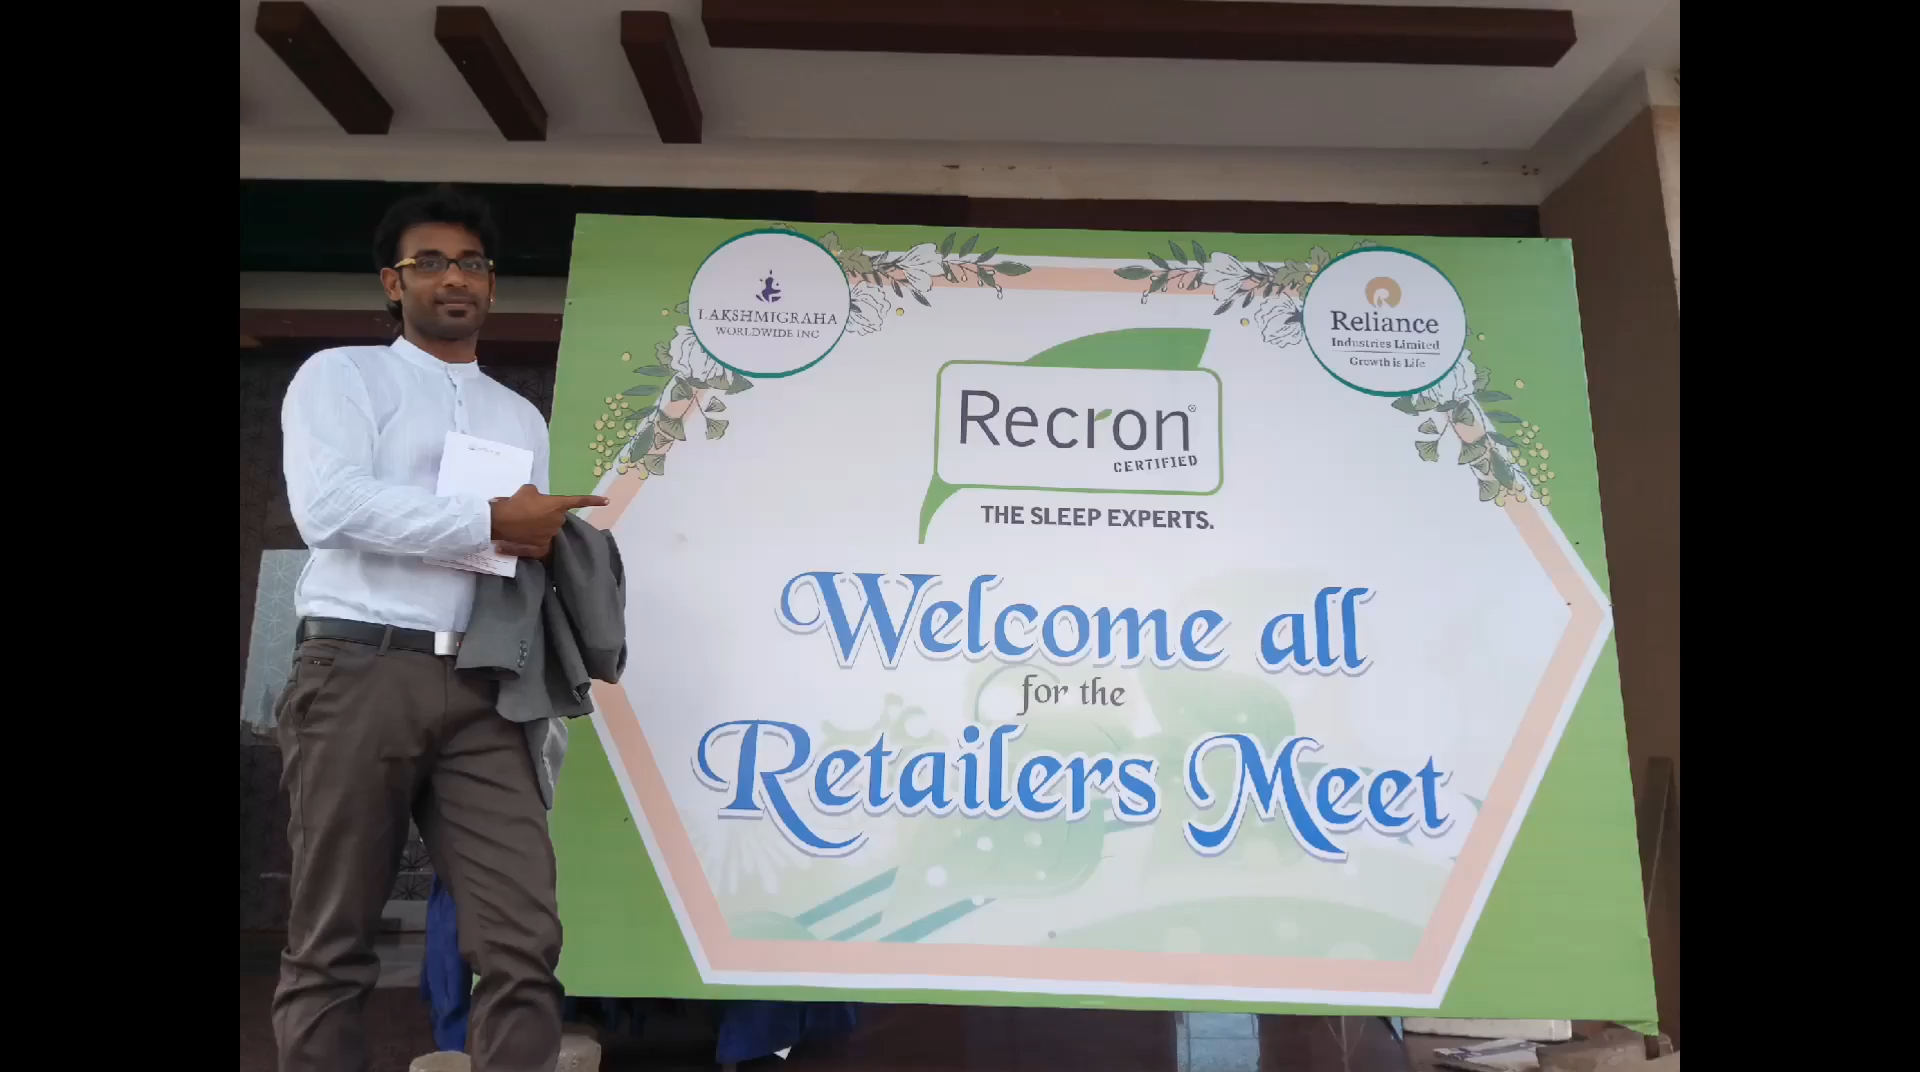 LAKSHMIGRAHA
WORLDWIDE INC
Reliance
Industries Limited
Growth is Life
Recron®
CERTIFIED
THE SLEEP EXPERTS.
Welcome all
for the
Retailers Meet